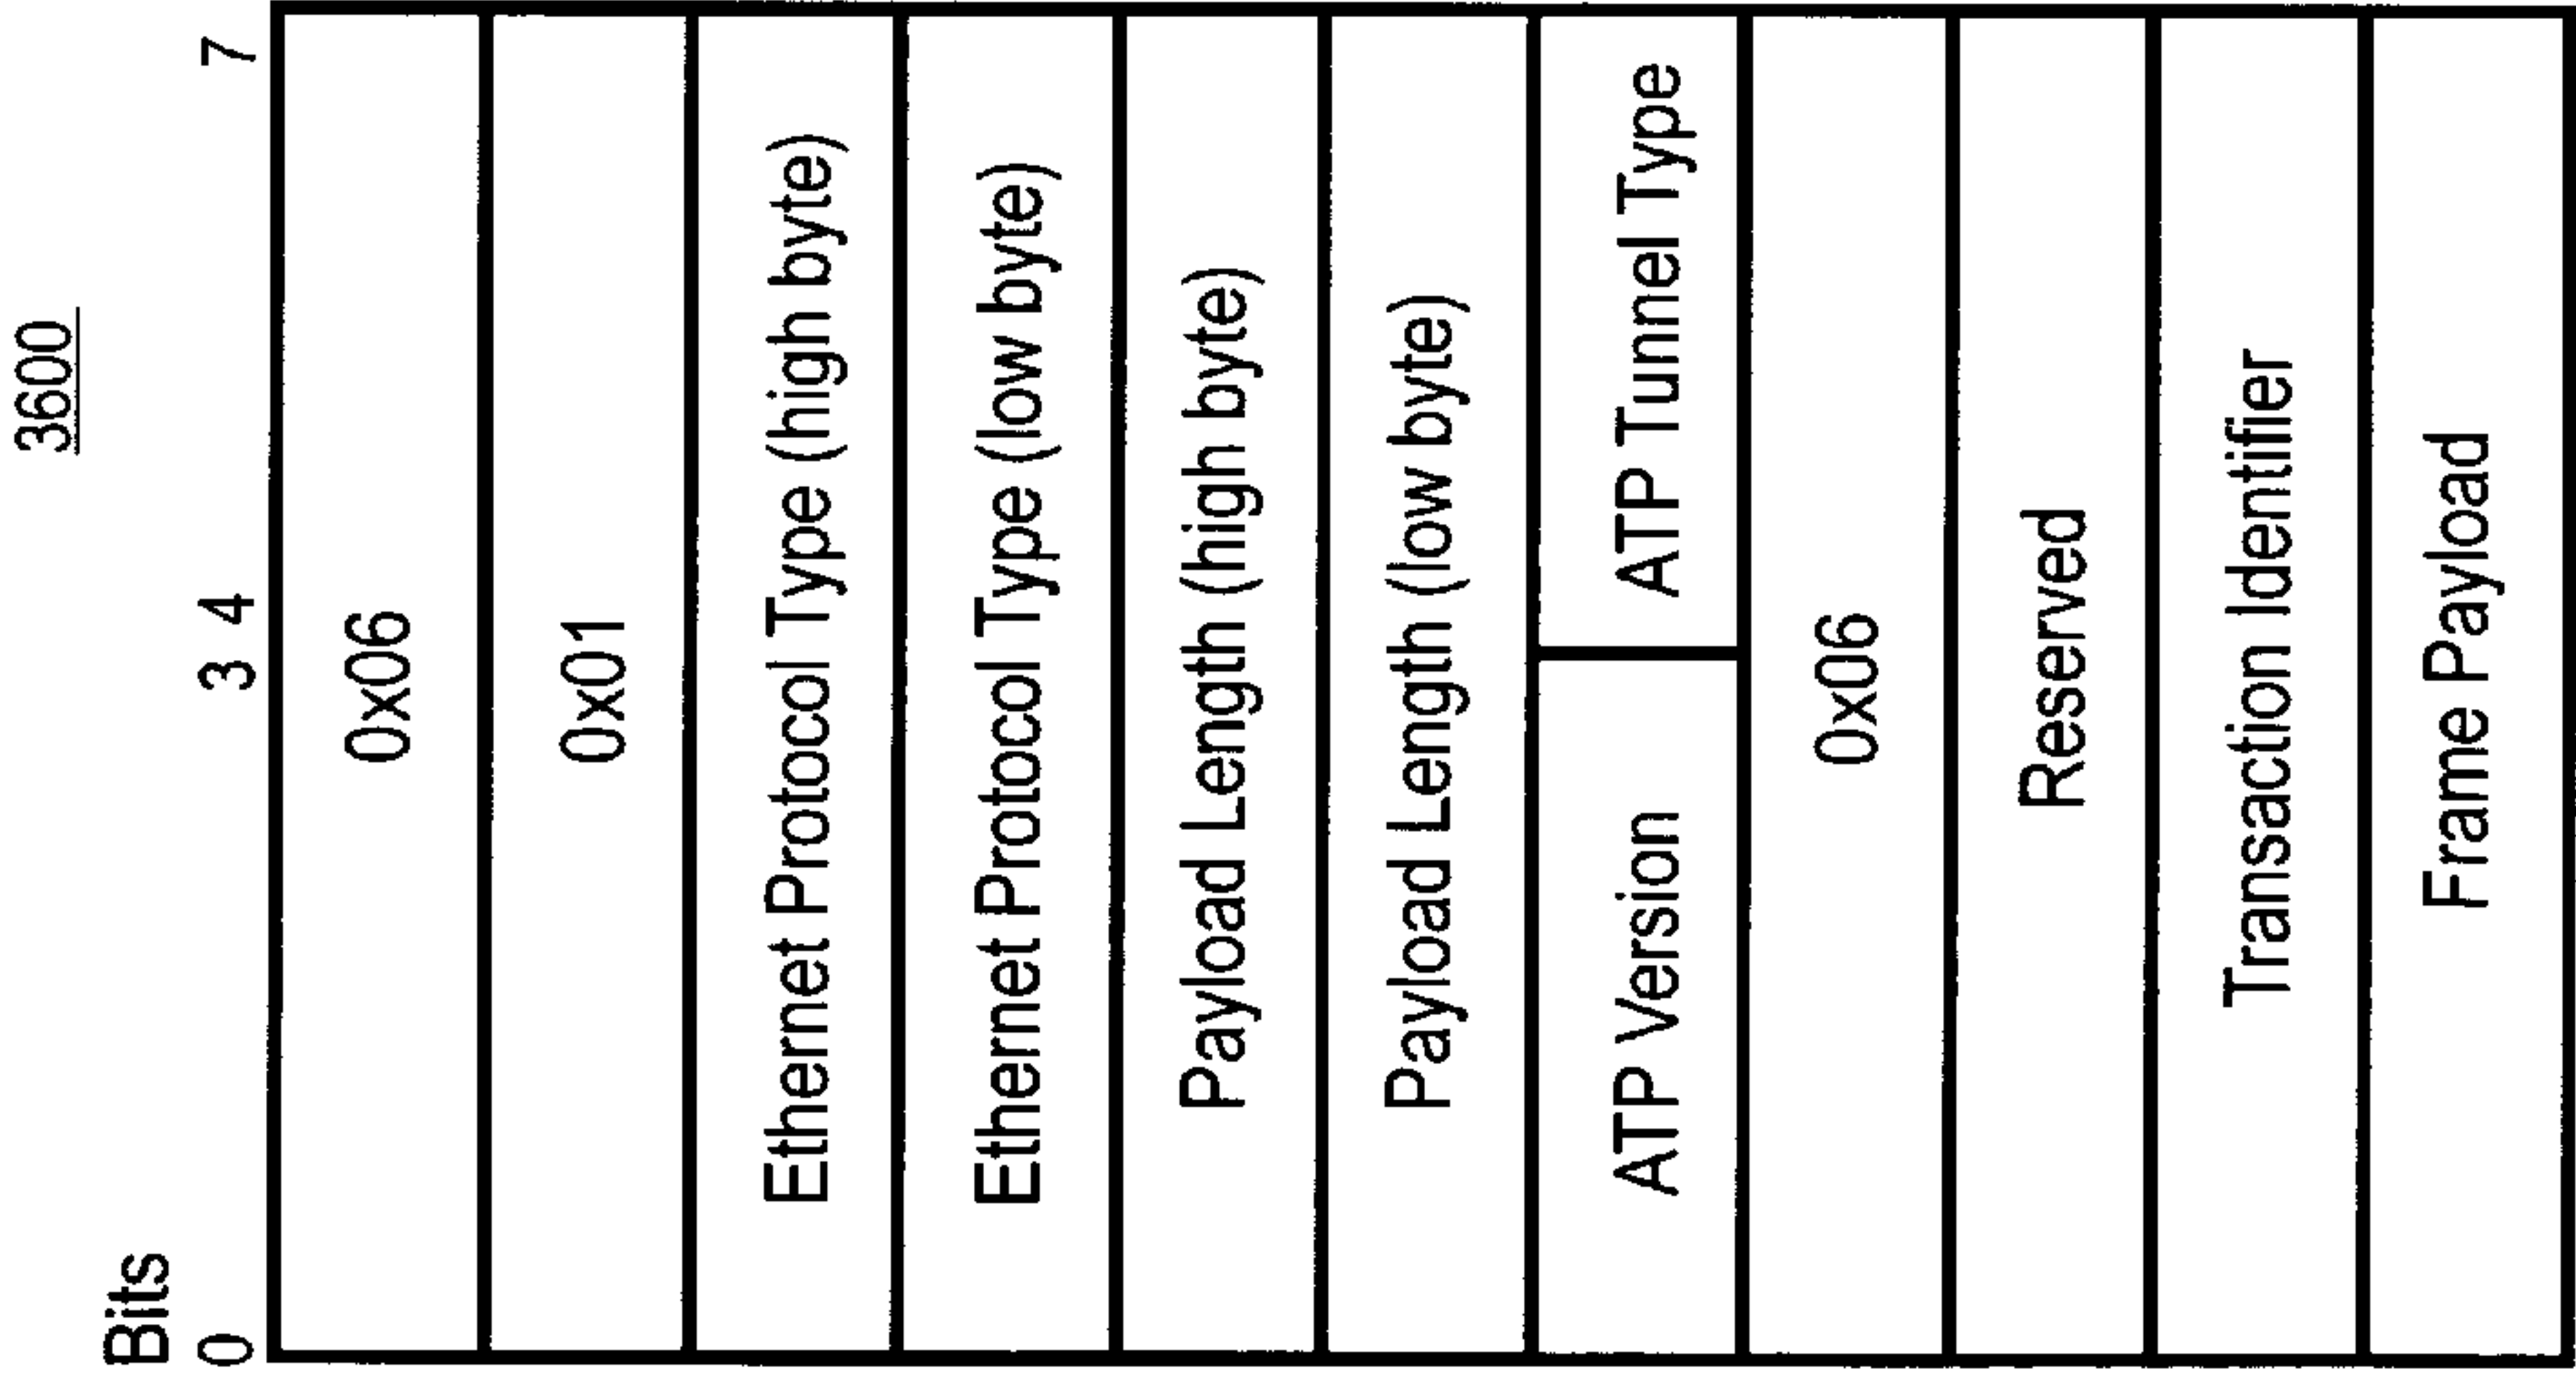 3600
Bits
0 3 4 7
0x06
0x01
Ethernet Protocol Type (high byte)
Ethernet Protocol Type (low byte)
Payload Length (high byte)
Payload Length (low byte)
ATP Version ATP Tunnel Type
0x06
Reserved
Transaction Identifier
Frame Payload